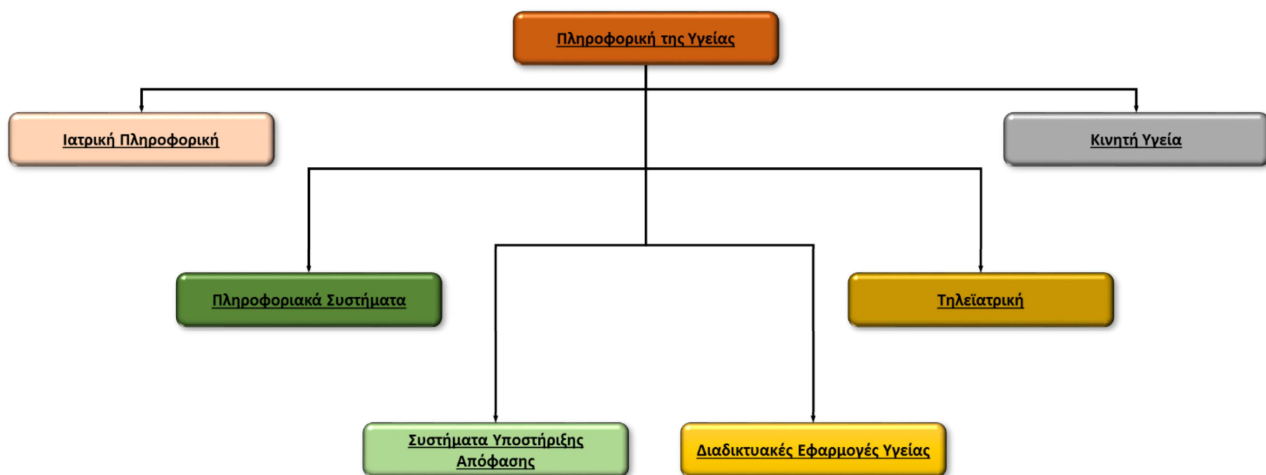 Πληροφορική της Υγείας
Ιατρική Πληροφορική
Κινητή Υγεία
Πληροφοριακά Συστήματα
Τηλεϊατρική
Συστήματα Υποστήριξης
Απόφασης
Διαδικτυακές Εφαρμογές Υγείας